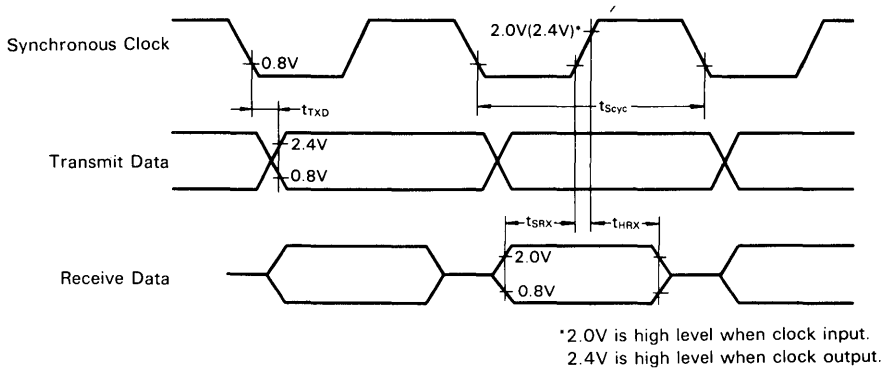 2.0V(2.4V)*
Synchronous Clock
0.8V
tScyc
tTXD
2.4V
Transmit Data
0.8V
tSRX
tHRX
2.0V
Receive Data
0.8V
*2.0V is high level when clock input.
2.4V is high level when clock output.